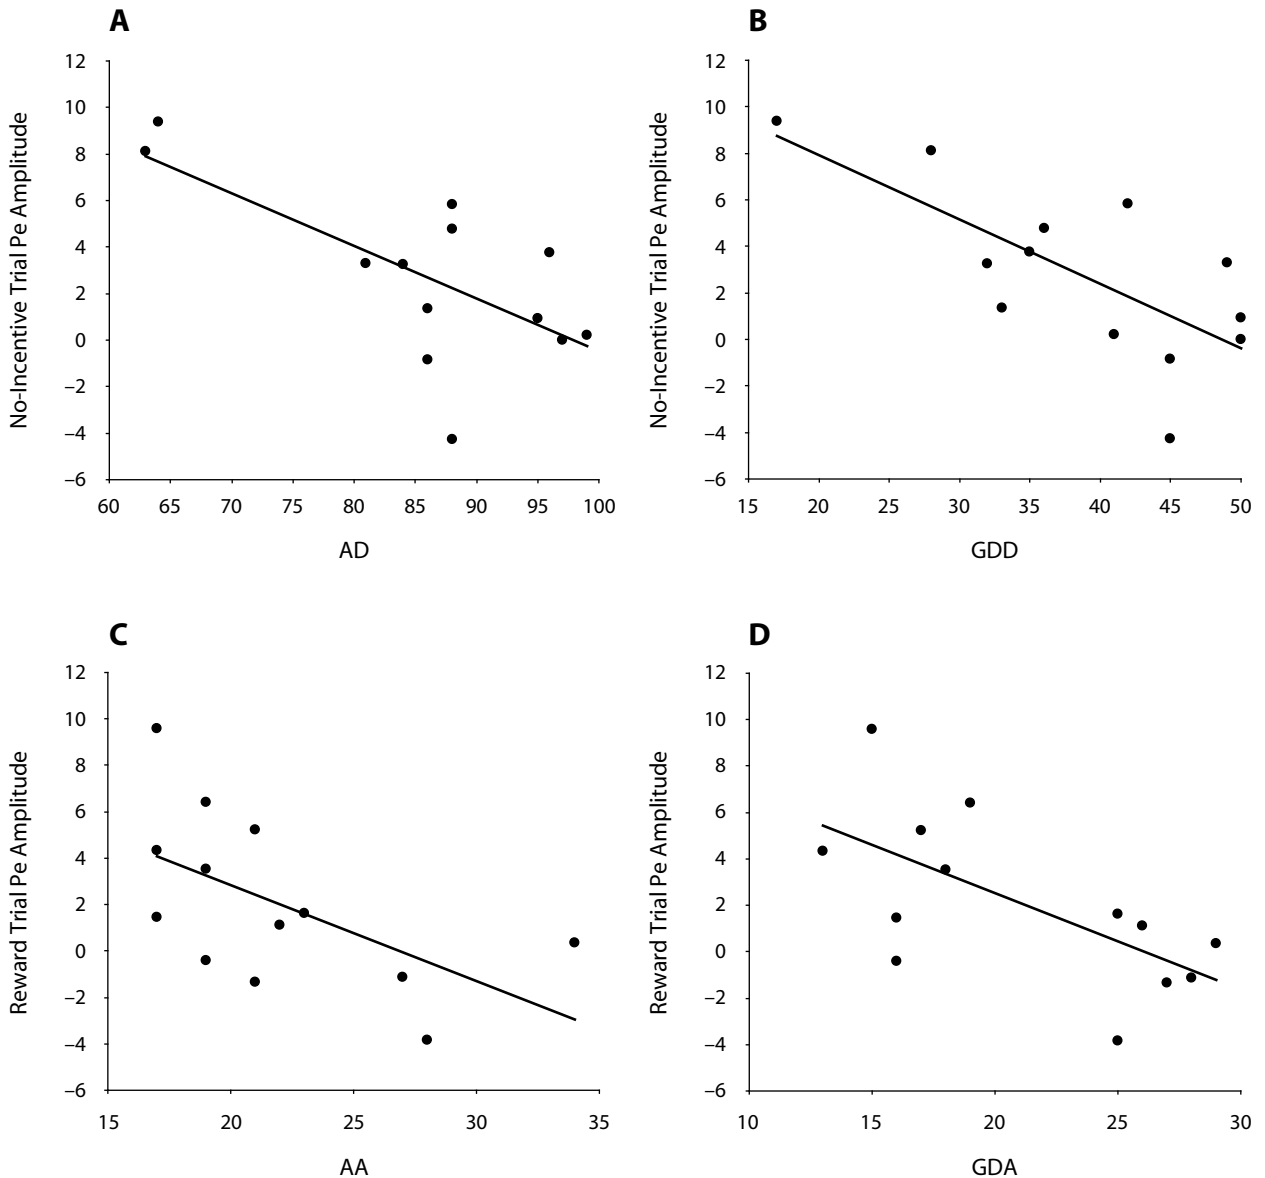 A
No-Incentive Trial Pe Amplitude
12
10
8
6
4
2
0
−2
−4
−6
60 65 70 75 80 85 90 95 100
AD
B
No-Incentive Trial Pe Amplitude
12
10
8
6
4
2
0
−2
−4
−6
15 20 25 30 35 40 45 50
GDD
C
Reward Trial Pe Amplitude
12
10
8
6
4
2
0
−2
−4
−6
15 20 25 30 35
AA
D
Reward Trial Pe Amplitude
12
10
8
6
4
2
0
−2
−4
−6
10 15 20 25 30
GDA